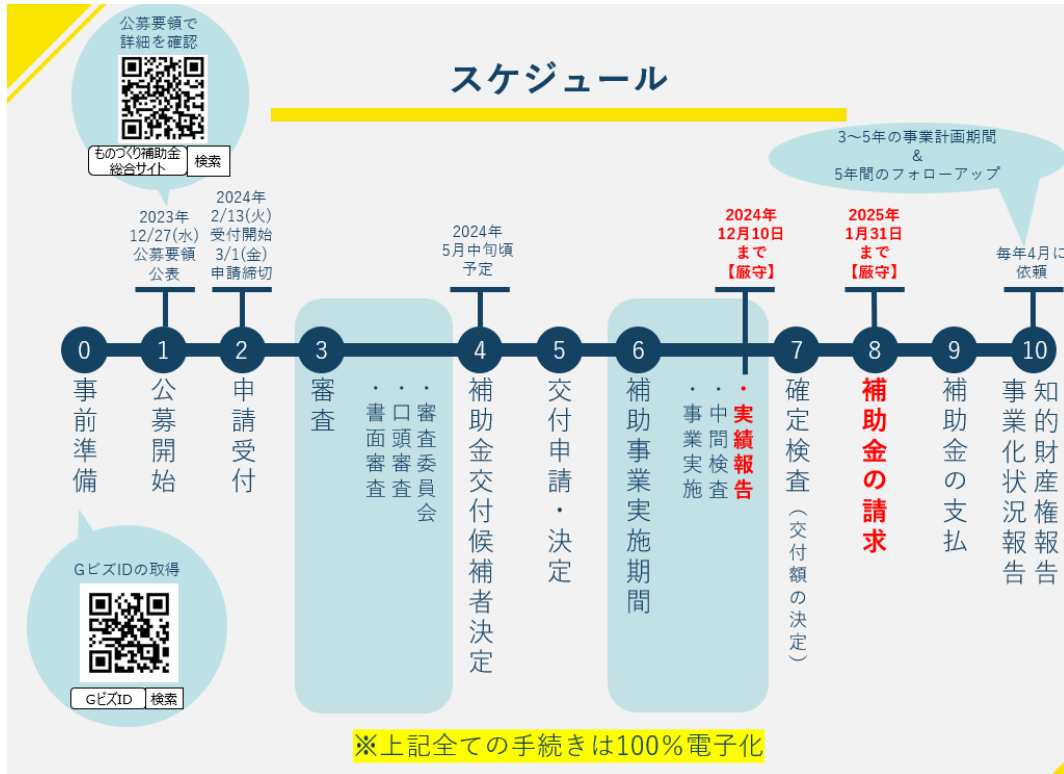 公募要領で
詳細を確認
ものづくり補助金
総合サイト
検索
スケジュール
3～5年の事業計画期間
&
5年間のフォローアップ
2023年
12/27(水)
公募要領
公表
2024年
2/13(火)
受付開始
3/1(金)
申請締切
2024年
5月中旬頃
予定
2024年
12月10日
まで
【厳守】
2025年
1月31日
まで
【厳守】
毎年4月に
依頼
0
事前準備
1
公募開始
2
申請受付
3
審査
・書面審査
・口頭審査
・審査委員会
4
補助金交付候補者決定
5
交付申請・決定
6
補助事業実施期間
・事業実施
・中間検査
・実績報告
7
確定検査（交付額の決定）
8
補助金の請求
9
補助金の支払
10
事業化状況報告
知的財産権報告
GビズIDの取得
GビズID
検索
※上記全ての手続きは100％電子化